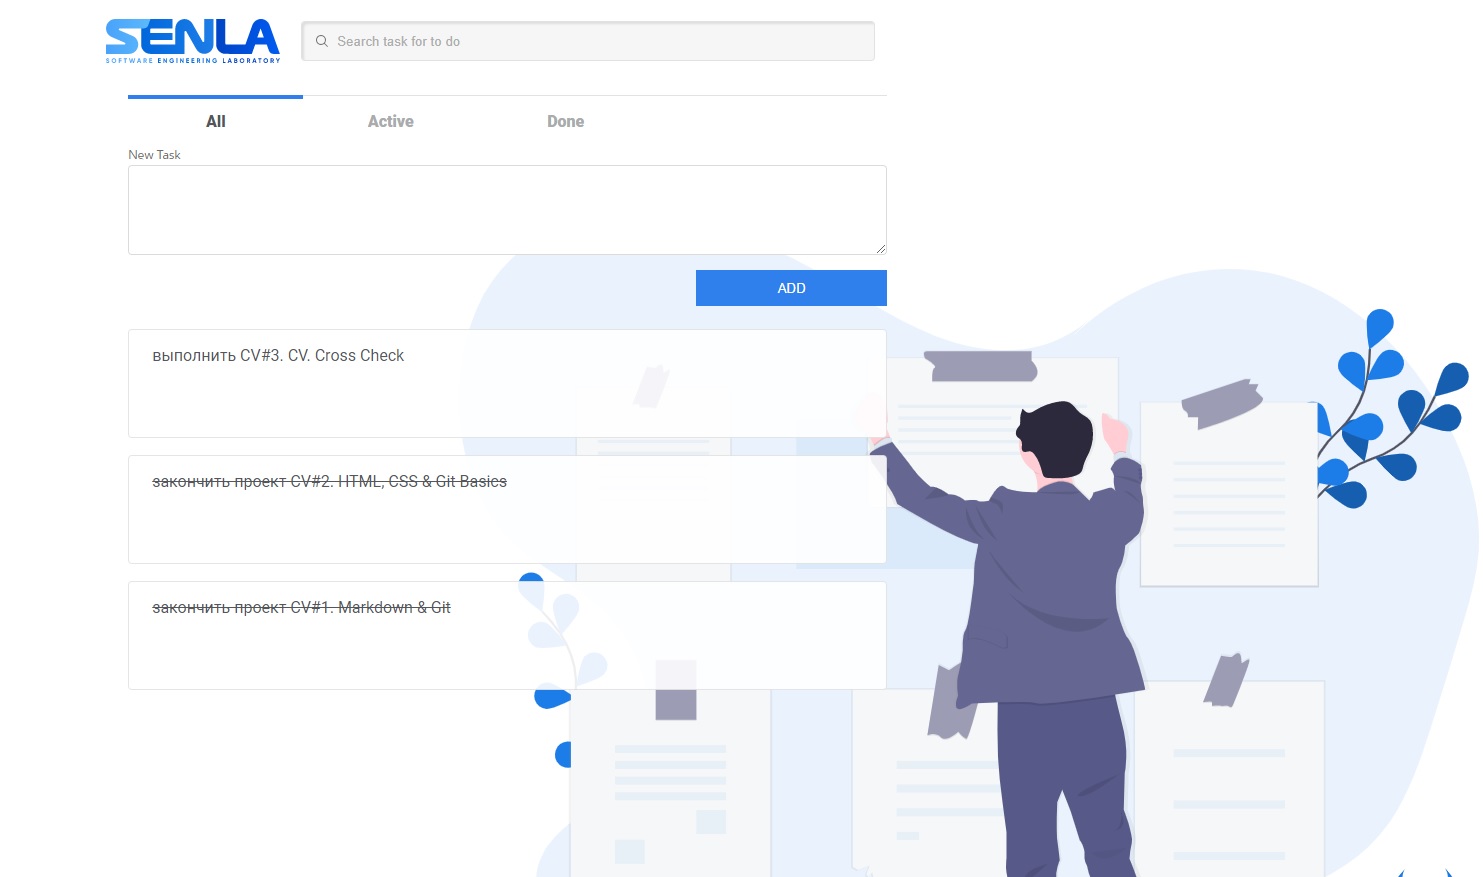 SENLA
SOFTWARE ENGINEERING LABORATORY
Search task for to do
All
Active
Done
New Task
ADD
выполнить CV#3. CV. Cross Check
закончить проект CV#2. HTML, CSS & Git Basics
закончить проект CV#1. Markdown & Git